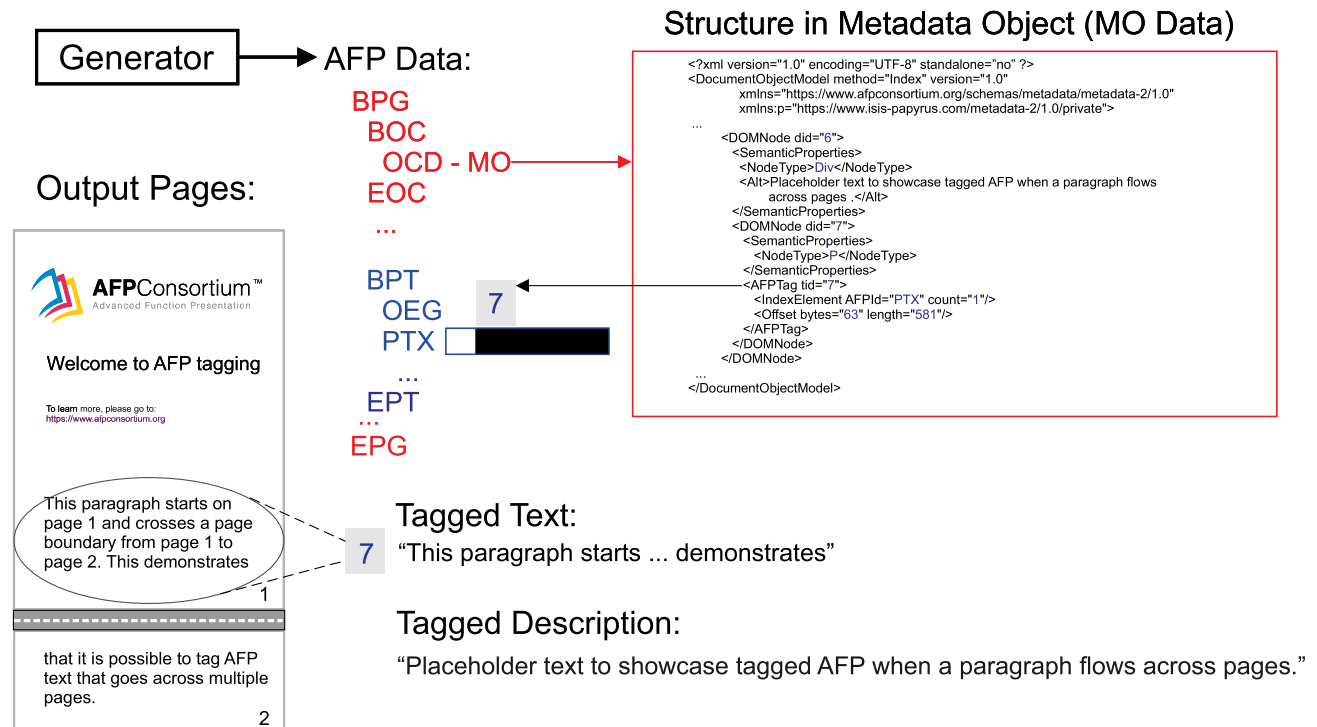 Generator
AFP Data:
BPG
BOC
OCD - MO
EOC
...
BPT
OEG
7
PTX
...
EPT
...
EPG
Structure in Metadata Object (MO Data)
<?xml version="1.0" encoding="UTF-8" standalone="no" ?>
<DocumentObjectModel method="Index" version="1.0"
xmlns="https://www.afpconsortium.org/schemas/metadata/metadata-2/1.0"
xmlns:p="https://www.isis-papyrus.com/metadata-2/1.0/private">
...
<DOMNode did="6">
<SemanticProperties>
<NodeType>Div</NodeType>
<Alt>Placeholder text to showcase tagged AFP when a paragraph flows
across pages .</Alt>
</SemanticProperties>
<DOMNode did="7">
<SemanticProperties>
<NodeType>P</NodeType>
</SemanticProperties>
<AFPTag tid="7">
<IndexElement AFPId="PTX" count="1"/>
<Offset bytes="63" length="581"/>
</AFPTag>
</DOMNode>
</DOMNode>
...
</DocumentObjectModel>
Output Pages:
AFPConsortium™
Advanced Function Presentation
Welcome to AFP tagging
To learn more, please go to:
https://www.afpconsortium.org
This paragraph starts on
page 1 and crosses a page
boundary from page 1 to
page 2. This demonstrates
1
that it is possible to tag AFP
text that goes across multiple
pages.
2
7
Tagged Text:
“This paragraph starts ... demonstrates”
Tagged Description:
“Placeholder text to showcase tagged AFP when a paragraph flows across pages.”